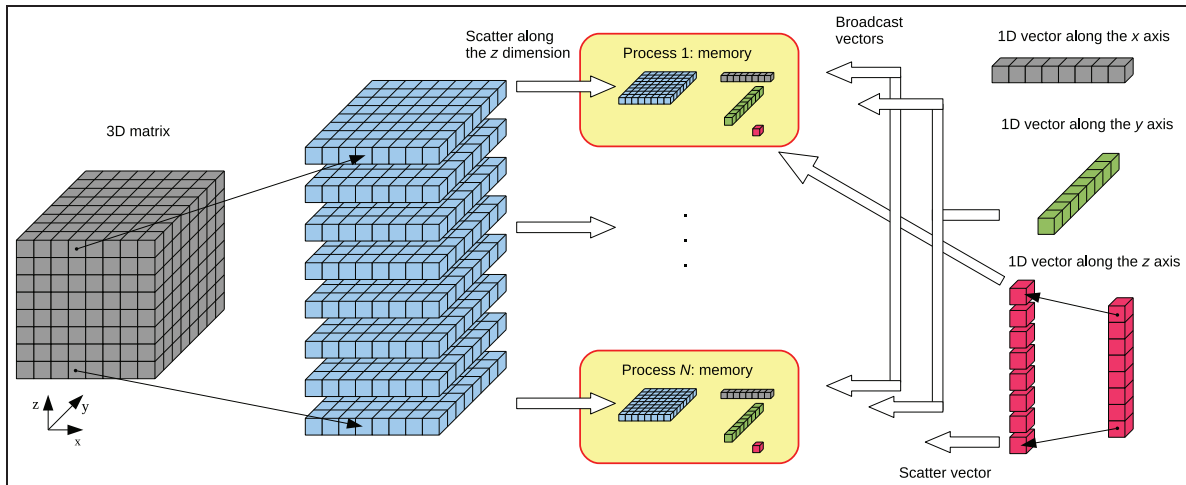 3D matrix
z
y
x
Scatter along
the z dimension
Process 1: memory
.
.
.
Process N: memory
Broadcast
vectors
1D vector along the x axis
1D vector along the y axis
1D vector along the z axis
Scatter vector